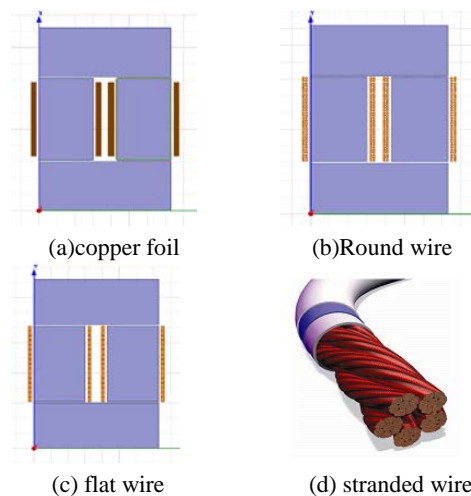 (a)copper foil
(b)Round wire
(c) flat wire
(d) stranded wire